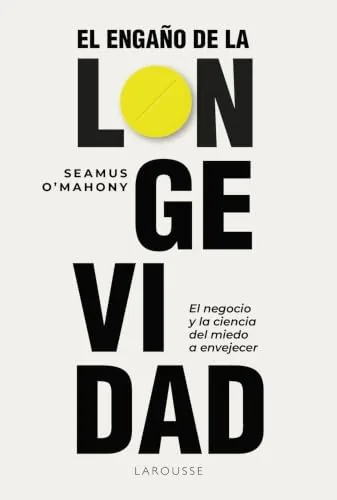 EL ENGAÑO DE LA
LON
SEAMUS
O'MAHONY
GE
VI
El negocio
y la ciencia
del miedo
a envejecer
DAD
LAROUSSE